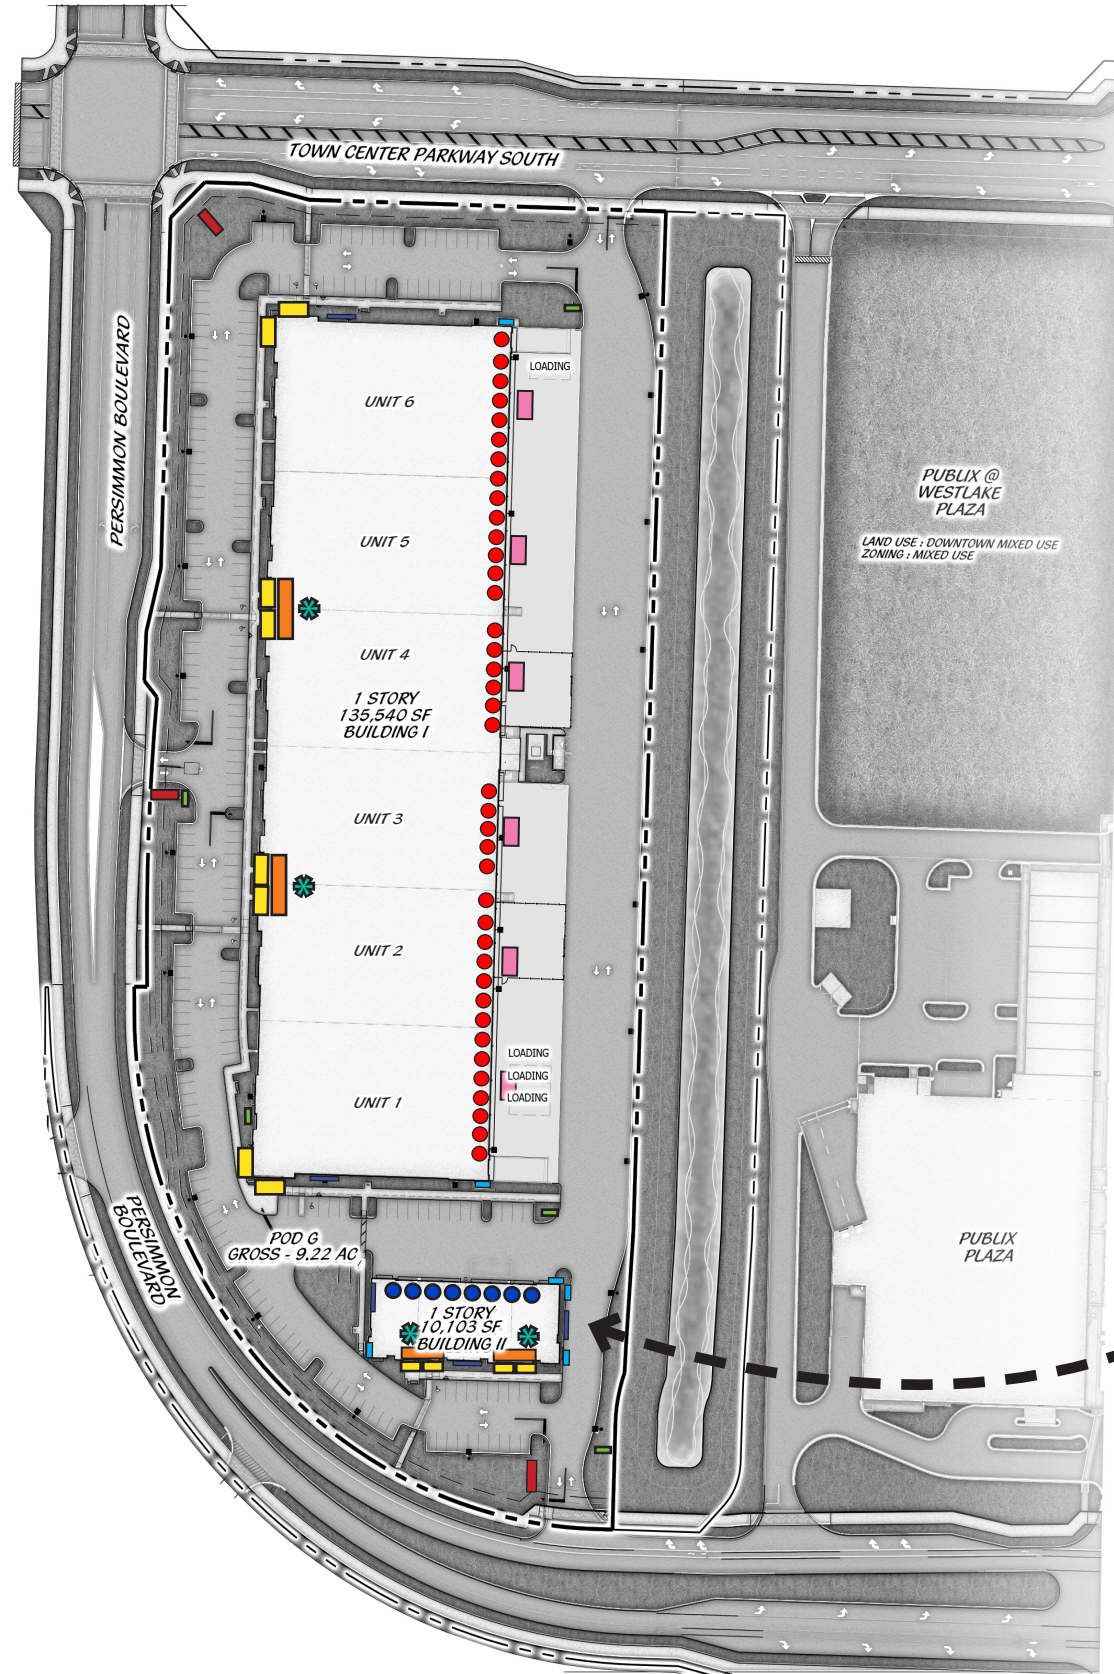 TOWN CENTER PARKWAY SOUTH
PERSIMMON BOULEVARD
LOADING
UNIT 6
PUBLIX @
WESTLAKE
PLAZA
LAND USE : DOWNTOWN MIXED USE
ZONING : MIXED USE
UNIT 5
UNIT 4
1 STORY
135,540 SF
BUILDING I
UNIT 3
UNIT 2
LOADING
LOADING
LOADING
UNIT 1
PERSIMMON
BOULEVARD
POD G
GROSS - 9.22 AC
PUBLIX
PLAZA
1 STORY
10,103 SF
BUILDING II